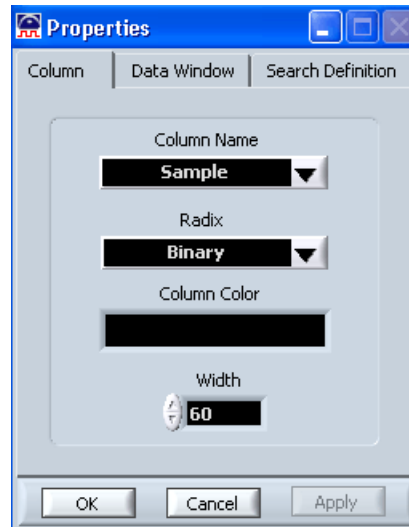 Properties
Column Data Window Search Definition
Column Name
Sample
Radix
Binary
Column Color
Width
60
OK Cancel Apply